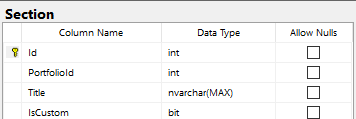 Section
Column Name Data Type Allow Nulls
Id int
PortfolioId int
Title nvarchar(MAX)
IsCustom bit